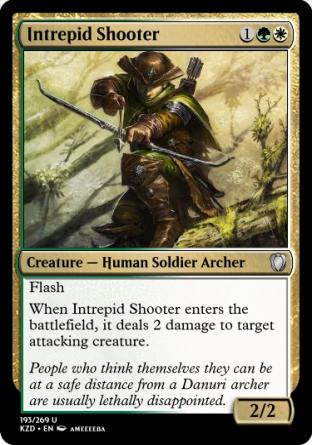 Intrepid Shooter 1
Creature — Human Soldier Archer
Flash
When Intrepid Shooter enters the
battlefield, it deals 2 damage to target
attacking creature.
People who think themselves they can be
at a safe distance from a Danuri archer
are usually lethally disappointed.
2/2
193/269 U
KZD • EN AMEEEBA